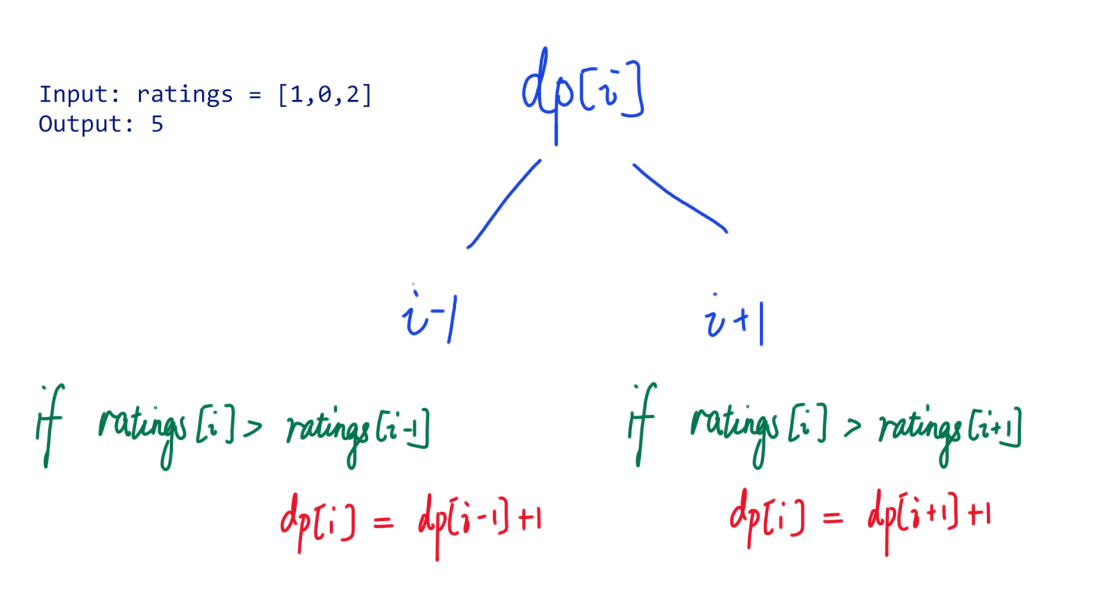 Input: ratings = [1,0,2]
Output: 5
dp[i]
i-1
i+1
if ratings[i] > ratings[i-1]
dp[i] = dp[i-1]+1
if ratings[i] > ratings[i+1]
dp[i] = dp[i+1]+1